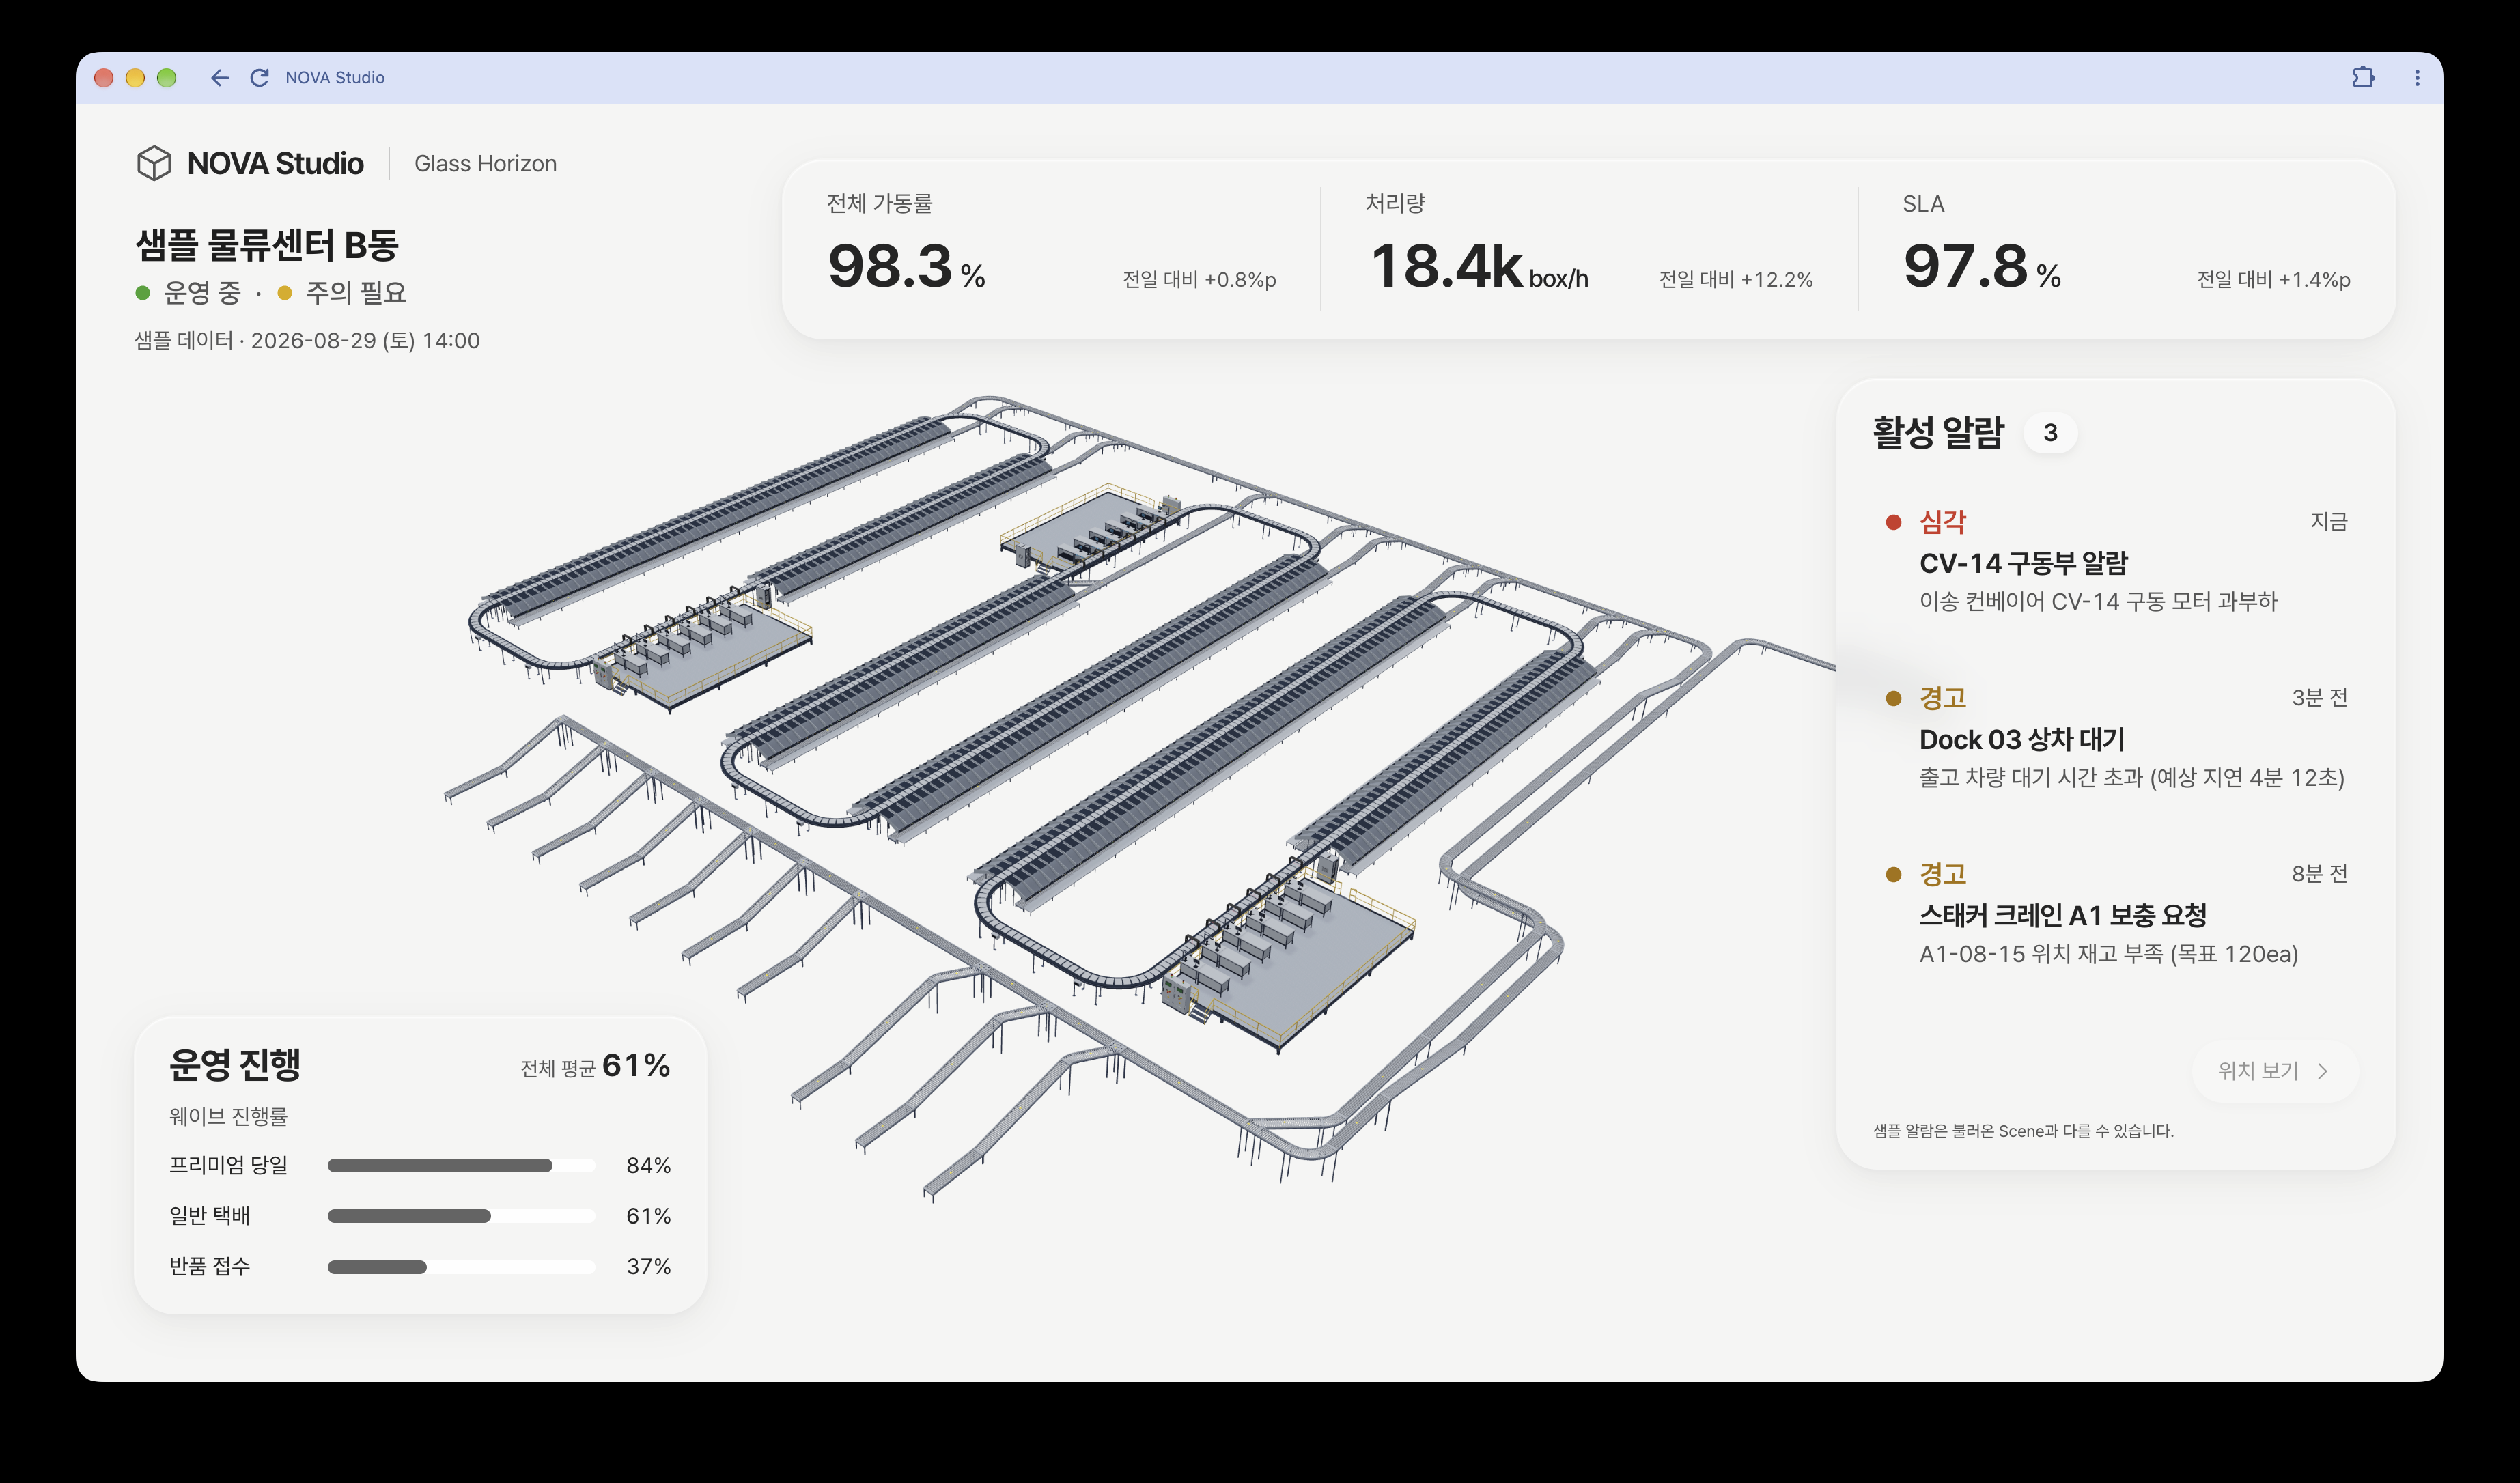 NOVA Studio
NOVA Studio
Glass Horizon
샘플 물류센터 B동
운영 중 · 주의 필요
샘플 데이터 · 2026-08-29 (토) 14:00
전체 가동률
98.3 %
전일 대비 +0.8%p
처리량
18.4k box/h
전일 대비 +12.2%
SLA
97.8 %
전일 대비 +1.4%p
활성 알람 3
심각 지금
CV-14 구동부 알람
이송 컨베이어 CV-14 구동 모터 과부하
경고 3분 전
Dock 03 상차 대기
출고 차량 대기 시간 초과 (예상 지연 4분 12초)
경고 8분 전
스태커 크레인 A1 보충 요청
A1-08-15 위치 재고 부족 (목표 120ea)
위치 보기
샘플 알람은 불러온 Scene과 다를 수 있습니다.
운영 진행 전체 평균 61%
웨이브 진행률
프리미엄 당일 84%
일반 택배 61%
반품 접수 37%